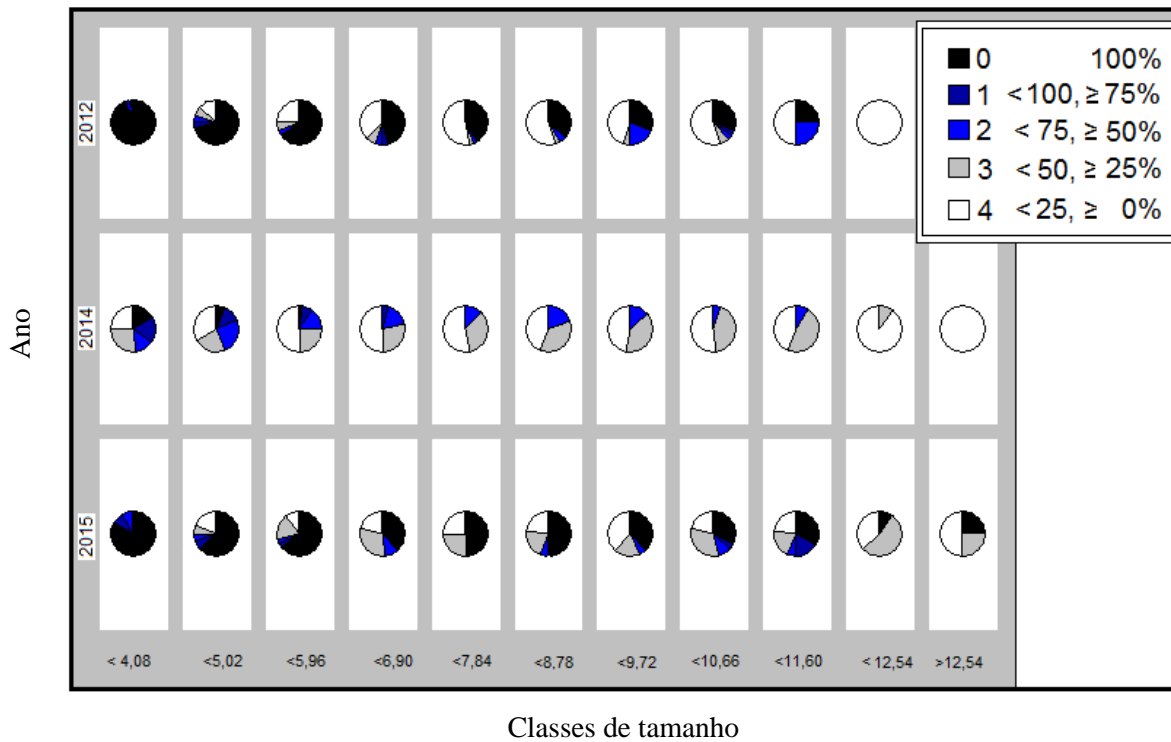 0 100%
1 <100, ≥ 75%
2 < 75, ≥ 50%
3 < 50, ≥ 25%
4 < 25, ≥ 0%
2012
2014
2015
Ano
< 4,08 <5,02 <5,96 <6,90 <7,84 <8,78 <9,72 <10,66 <11,60 < 12,54 >12,54
Classes de tamanho